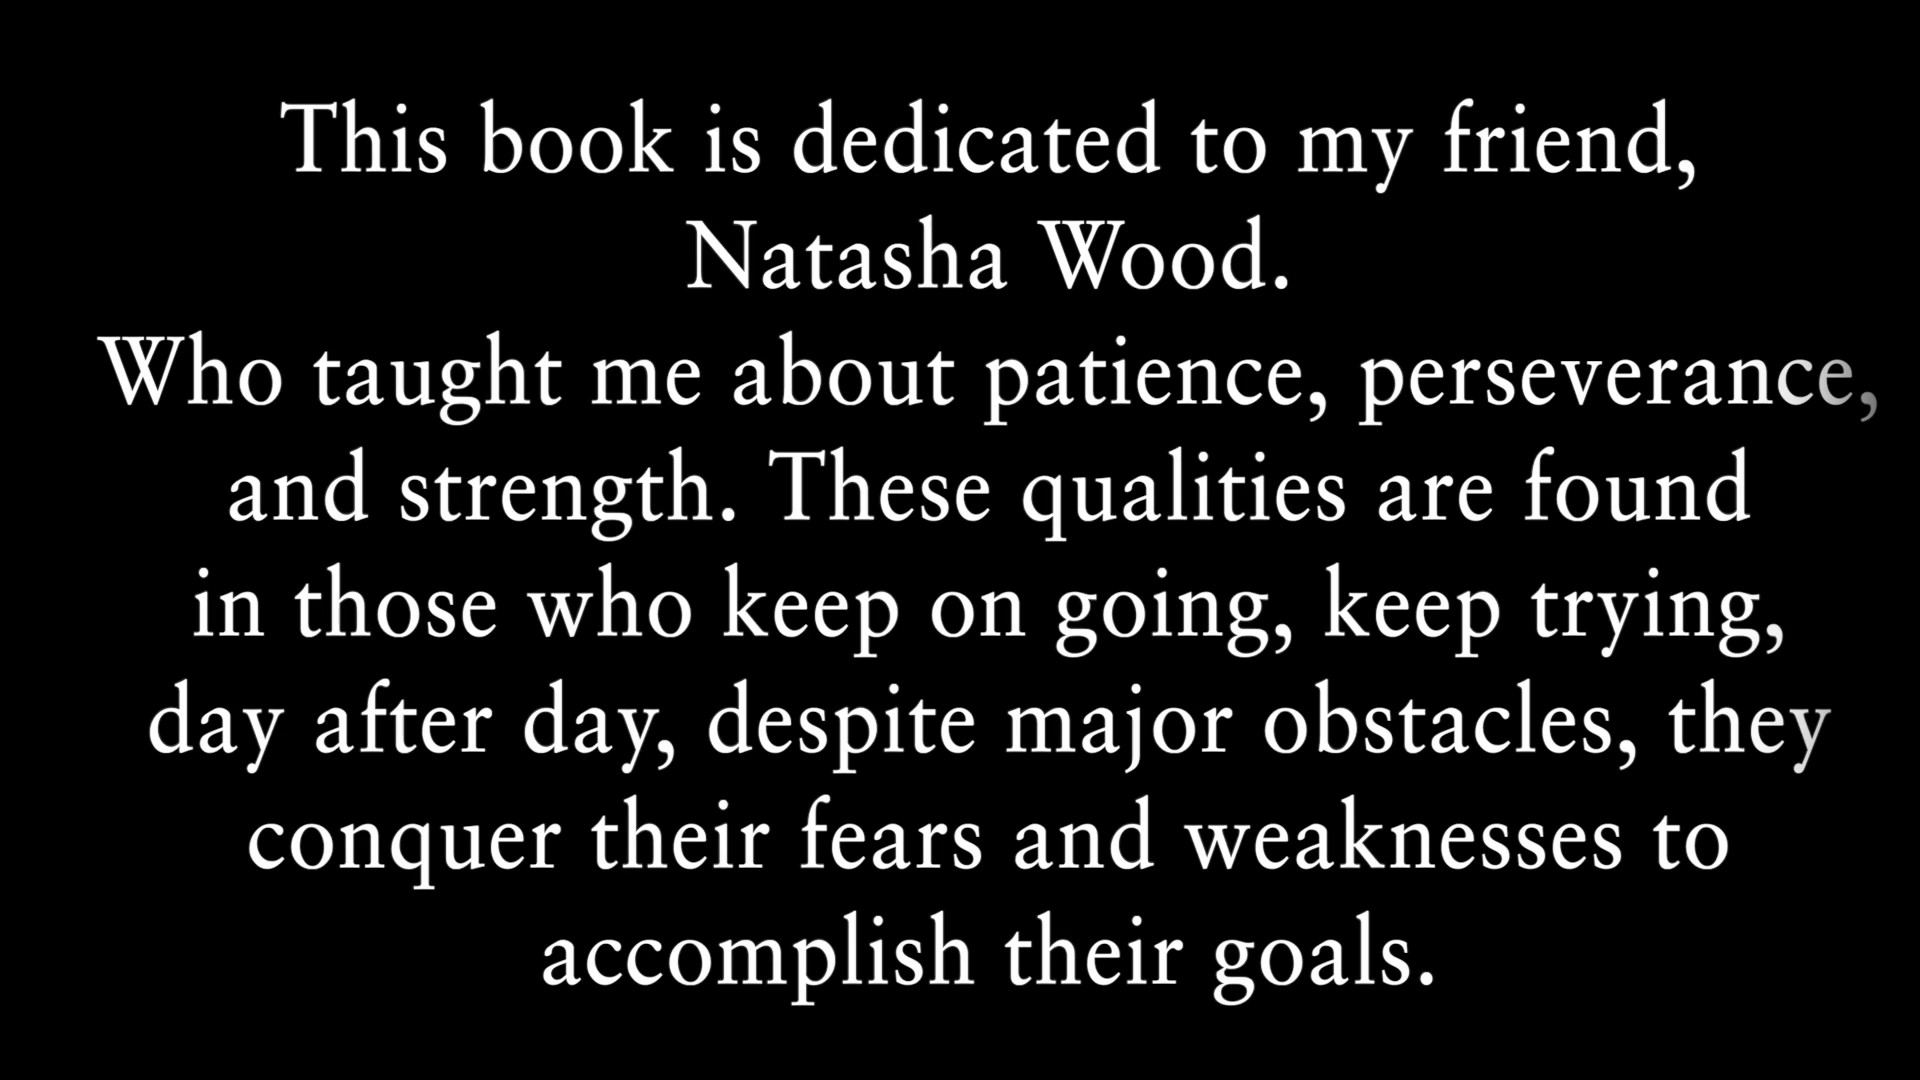 This book is dedicated to my friend,
Natasha Wood.
Who taught me about patience, perseverance,
and strength. These qualities are found
in those who keep on going, keep trying,
day after day, despite major obstacles, they
conquer their fears and weaknesses to
accomplish their goals.